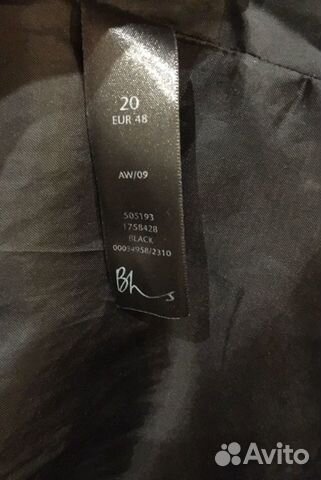 20
EUR 48
AW/09
505193
1758428
BLACK
00034958/2310
Bhs
Avito